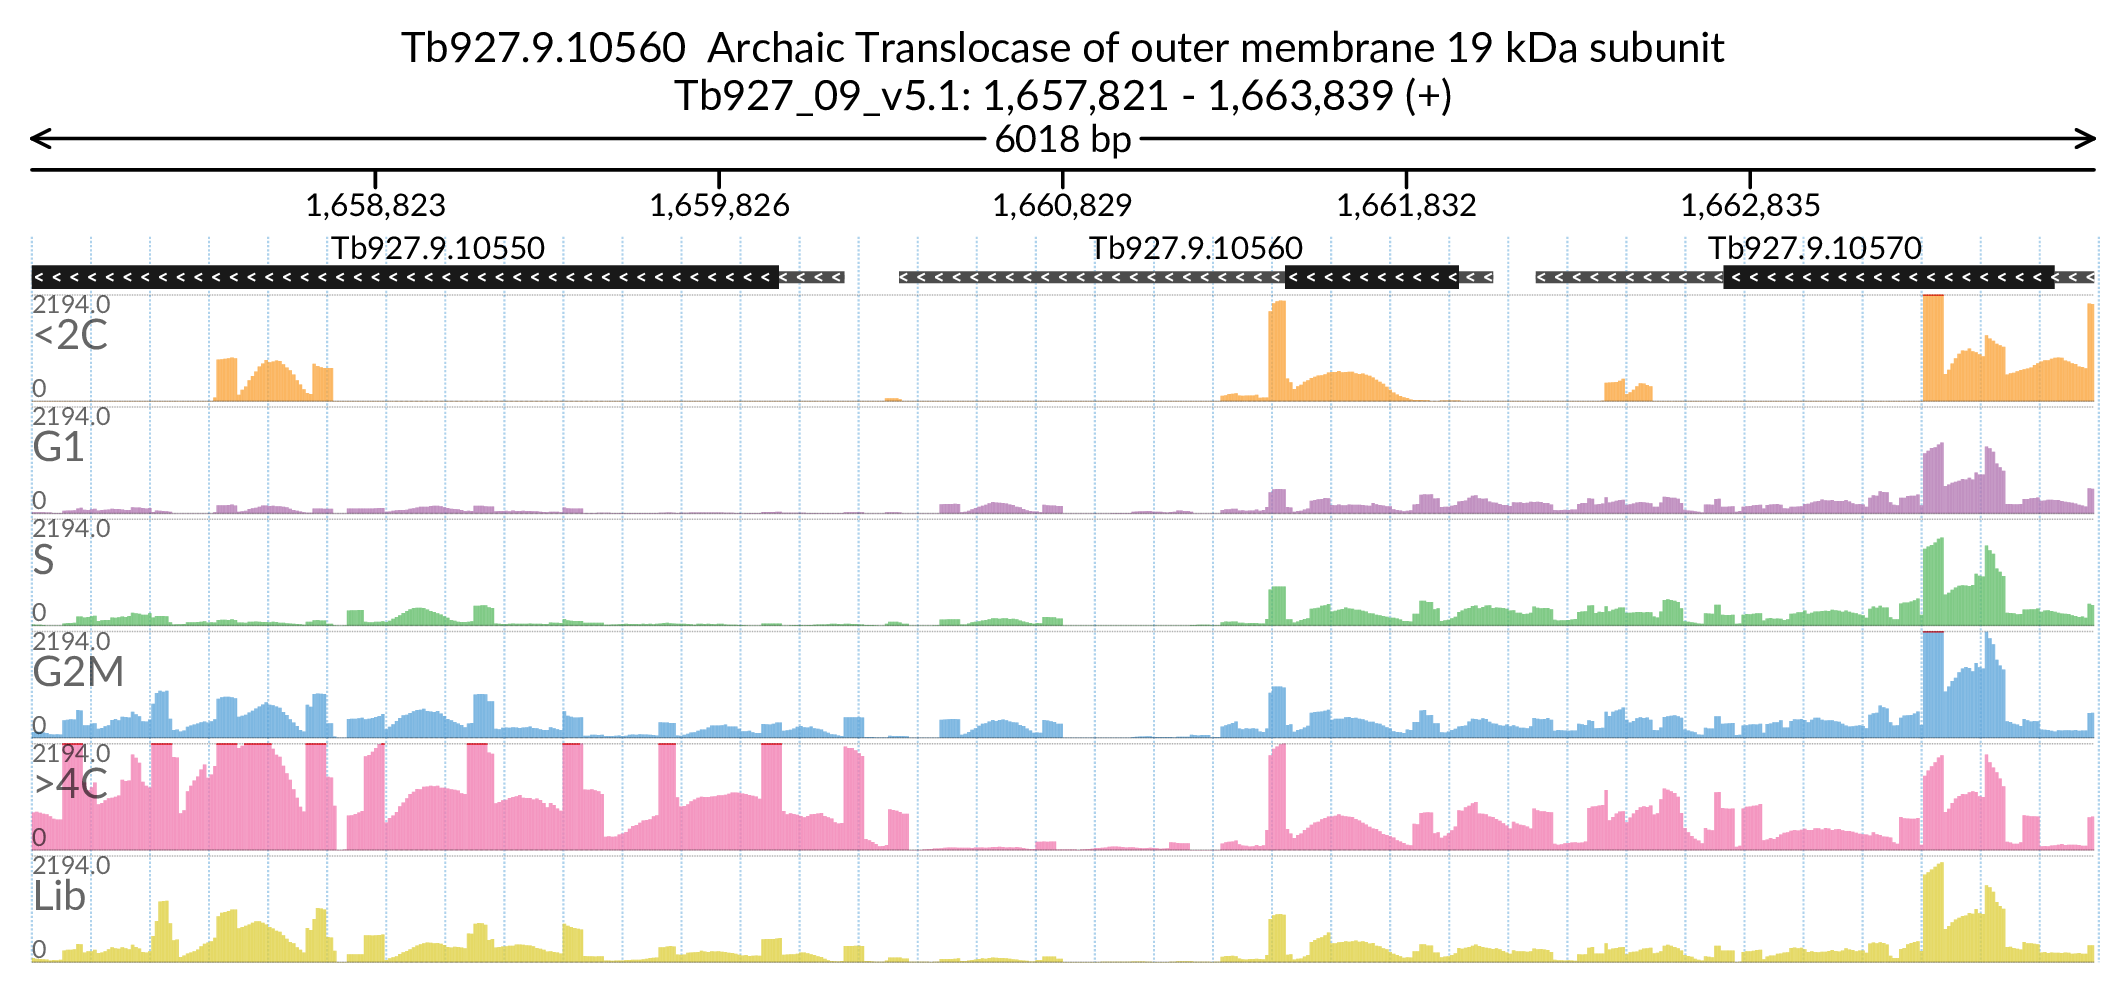 Tb927.9.10560  Archaic Translocase of outer membrane 19 kDa subunit
Tb927_09_v5.1: 1,657,821 - 1,663,839 (+)
6018 bp
1,658,823 1,659,826 1,660,829 1,661,832 1,662,835
Tb927.9.10550 Tb927.9.10560 Tb927.9.10570
2194.0
<2C
0
2194.0
G1
0
2194.0
S
0
2194.0
G2M
0
2194.0
>4C
0
2194.0
Lib
0